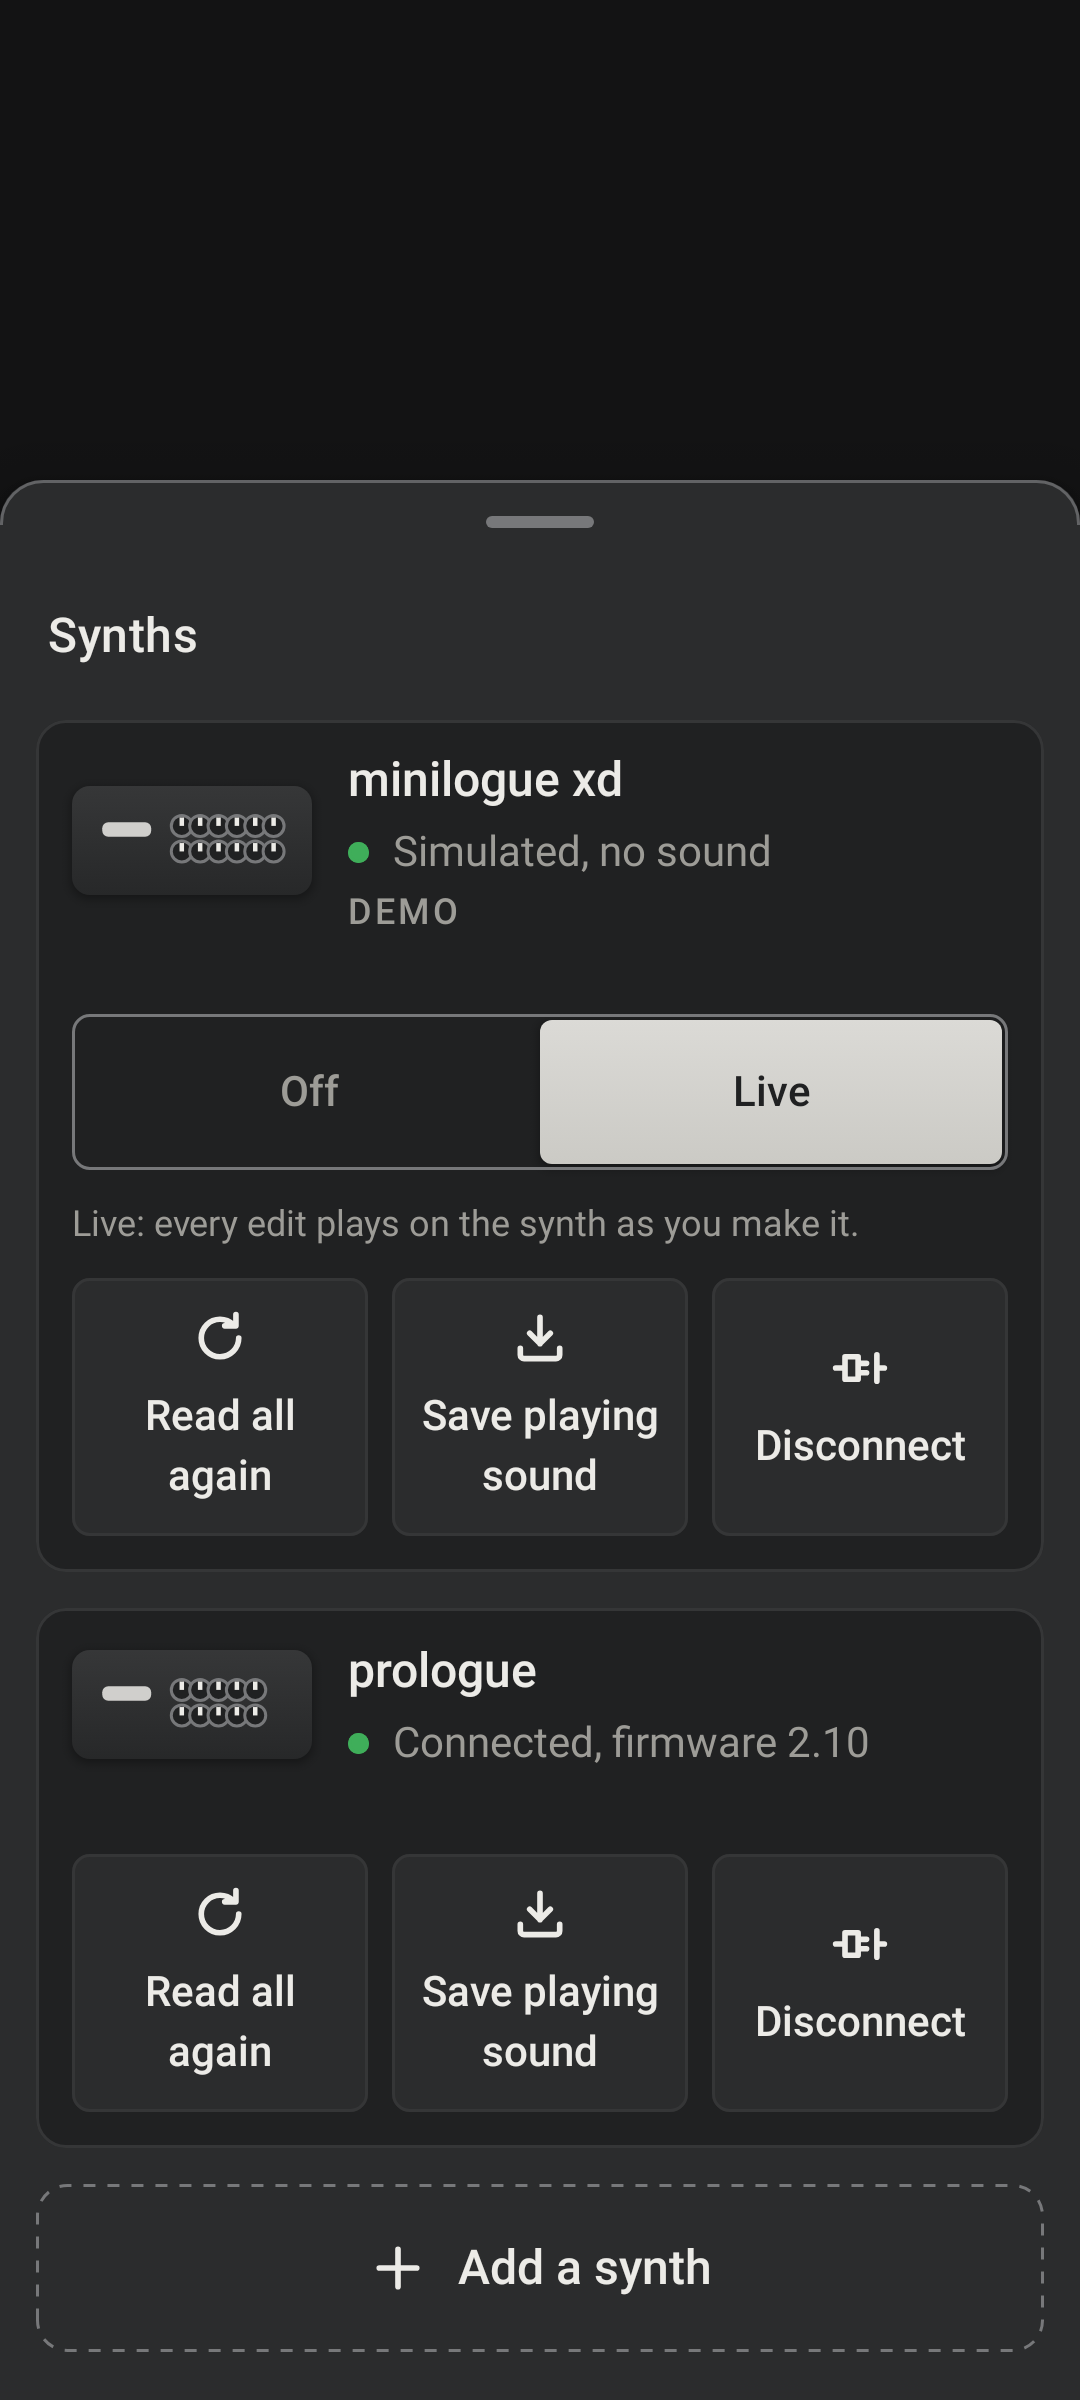 Synths
minilogue xd
Simulated, no sound
DEMO
Off
Live
Live: every edit plays on the synth as you make it.
Read all
again
Save playing
sound
Disconnect
prologue
Connected, firmware 2.10
Read all
again
Save playing
sound
Disconnect
Add a synth